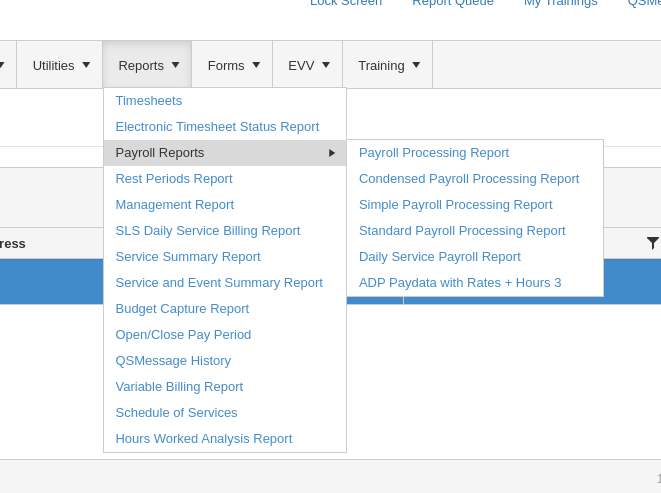 Lock Screen Report Queue My Trainings
Utilities Reports Forms EVV Training
Timesheets
Electronic Timesheet Status Report
Payroll Reports
Rest Periods Report
Management Report
SLS Daily Service Billing Report
Service Summary Report
Service and Event Summary Report
Budget Capture Report
Open/Close Pay Period
QSMessage History
Variable Billing Report
Schedule of Services
Hours Worked Analysis Report
Payroll Processing Report
Condensed Payroll Processing Report
Simple Payroll Processing Report
Standard Payroll Processing Report
Daily Service Payroll Report
ADP Paydata with Rates + Hours 3
ress